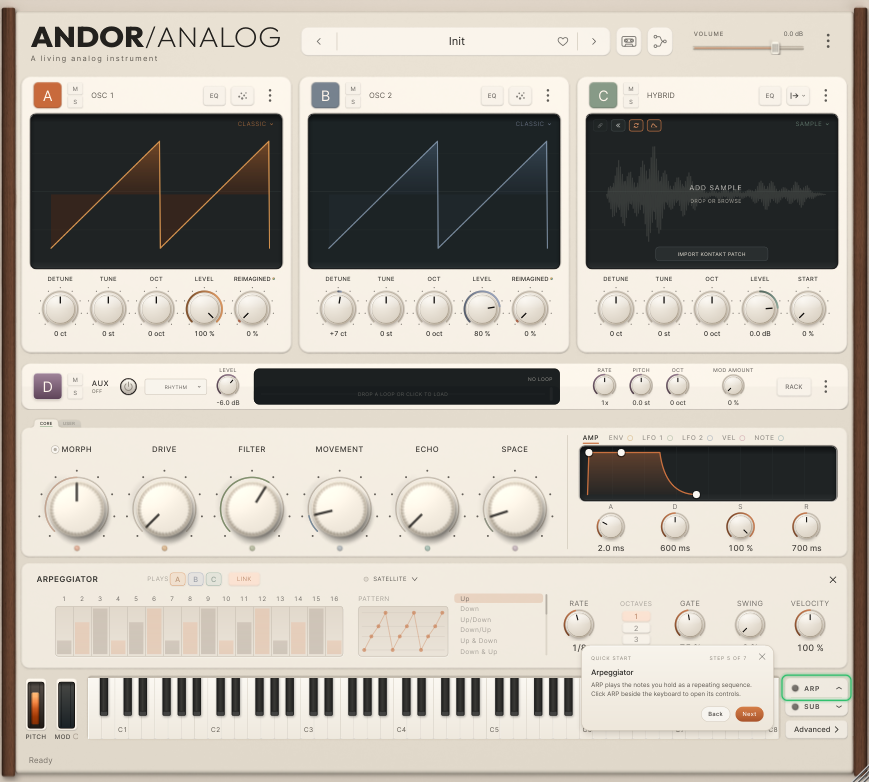 ANDOR/ANALOG
A living analog instrument
Init
VOLUME 0.0 dB
A M S OSC 1 EQ
CLASSIC
DETUNE TUNE OCT LEVEL REIMAGINED
0 ct 0 st 0 oct 100 % 0 %
B M S OSC 2 EQ
CLASSIC
DETUNE TUNE OCT LEVEL REIMAGINED
+7 ct 0 st 0 oct 80 % 0 %
C M S HYBRID EQ
SAMPLE
ADD SAMPLE
DROP OR BROWSE
IMPORT KONTAKT PATCH
DETUNE TUNE OCT LEVEL START
0 ct 0 st 0 oct 0.0 dB 0 %
D M S AUX
OFF
RHYTHM
LEVEL
-6.0 dB
NO LOOP
DROP A LOOP OR CLICK TO LOAD
RATE PITCH OCT MOD AMOUNT
1x 0.0 st 0 oct 0 %
RACK
CORE
MORPH DRIVE FILTER MOVEMENT ECHO SPACE
AMP ENV LFO 1 LFO 2 VEL NOTE
A D S R
2.0 ms 600 ms 100 % 700 ms
ARPEGGIATOR PLAYS A B C LINK SATELLITE
1 2 3 4 5 6 7 8 9 10 11 12 13 14 15 16
PATTERN
Up
Down
Up/Down
Down/Up
Up & Down
Down & Up
RATE OCTAVES GATE SWING VELOCITY
1
2
3
100 %
QUICK START STEP 5 OF 7
Arpeggiator
ARP plays the notes you hold as a repeating sequence.
Click ARP beside the keyboard to open its controls.
Back Next
ARP
SUB
Advanced
PITCH MOD C
C1 C2 C3 C4 C5 C8
Ready